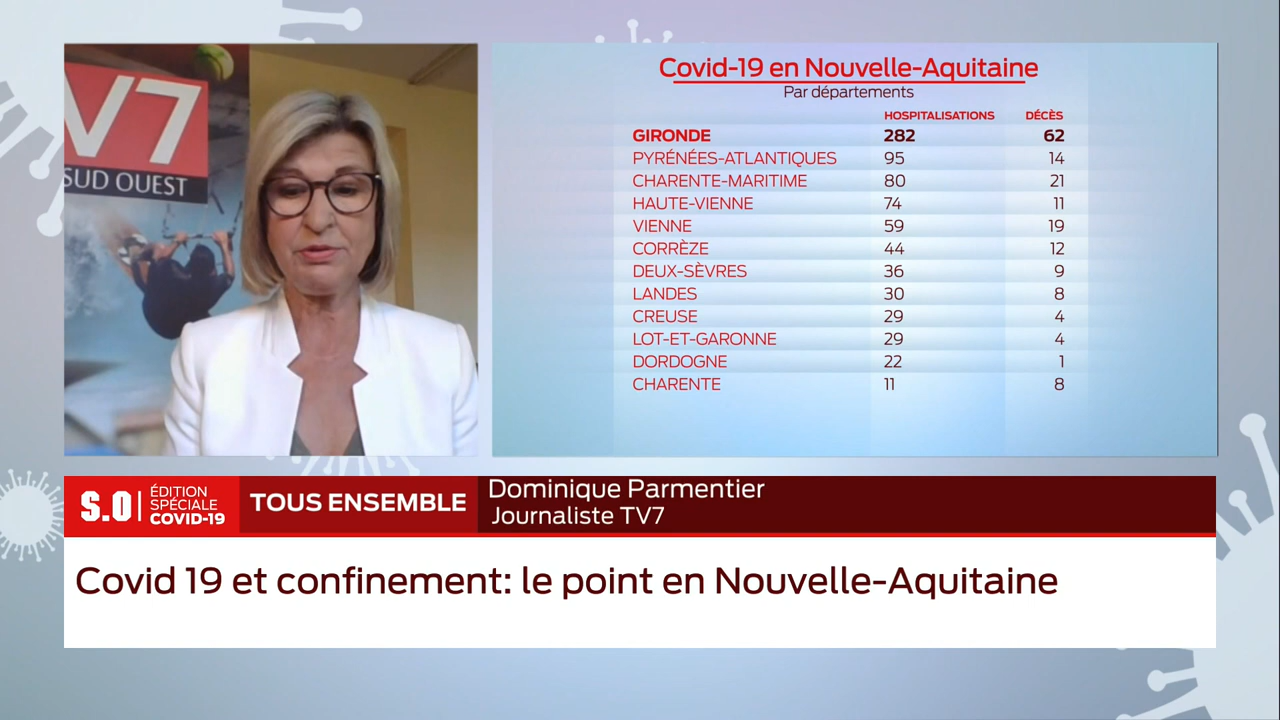 V7
SUD OUEST
Covid-19 en Nouvelle-Aquitaine
Par départements
HOSPITALISATIONS DÉCÈS
GIRONDE 282 62
PYRÉNÉES-ATLANTIQUES 95 14
CHARENTE-MARITIME 80 21
HAUTE-VIENNE 74 11
VIENNE 59 19
CORRÈZE 44 12
DEUX-SÈVRES 36 9
LANDES 30 8
CREUSE 29 4
LOT-ET-GARONNE 29 4
DORDOGNE 22 1
CHARENTE 11 8
S.O
ÉDITION
SPÉCIALE
COVID-19
TOUS ENSEMBLE
Dominique Parmentier
Journaliste TV7
Covid 19 et confinement: le point en Nouvelle-Aquitaine